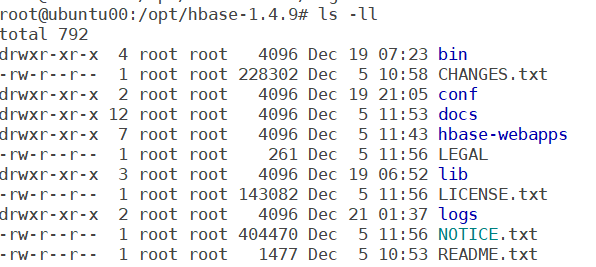 root@ubuntu00:/opt/hbase-1.4.9# ls -ll
total 792
drwxr-xr-x 4 root root 4096 Dec 19 07:23 bin
-rw-r--r-- 1 root root 228302 Dec 5 10:58 CHANGES.txt
drwxr-xr-x 2 root root 4096 Dec 19 21:05 conf
drwxr-xr-x 12 root root 4096 Dec 5 11:53 docs
drwxr-xr-x 7 root root 4096 Dec 5 11:43 hbase-webapps
-rw-r--r-- 1 root root 261 Dec 5 11:56 LEGAL
drwxr-xr-x 3 root root 4096 Dec 19 06:52 lib
-rw-r--r-- 1 root root 143082 Dec 5 11:56 LICENSE.txt
drwxr-xr-x 2 root root 4096 Dec 21 01:37 logs
-rw-r--r-- 1 root root 404470 Dec 5 11:56 NOTICE.txt
-rw-r--r-- 1 root root 1477 Dec 5 10:53 README.txt